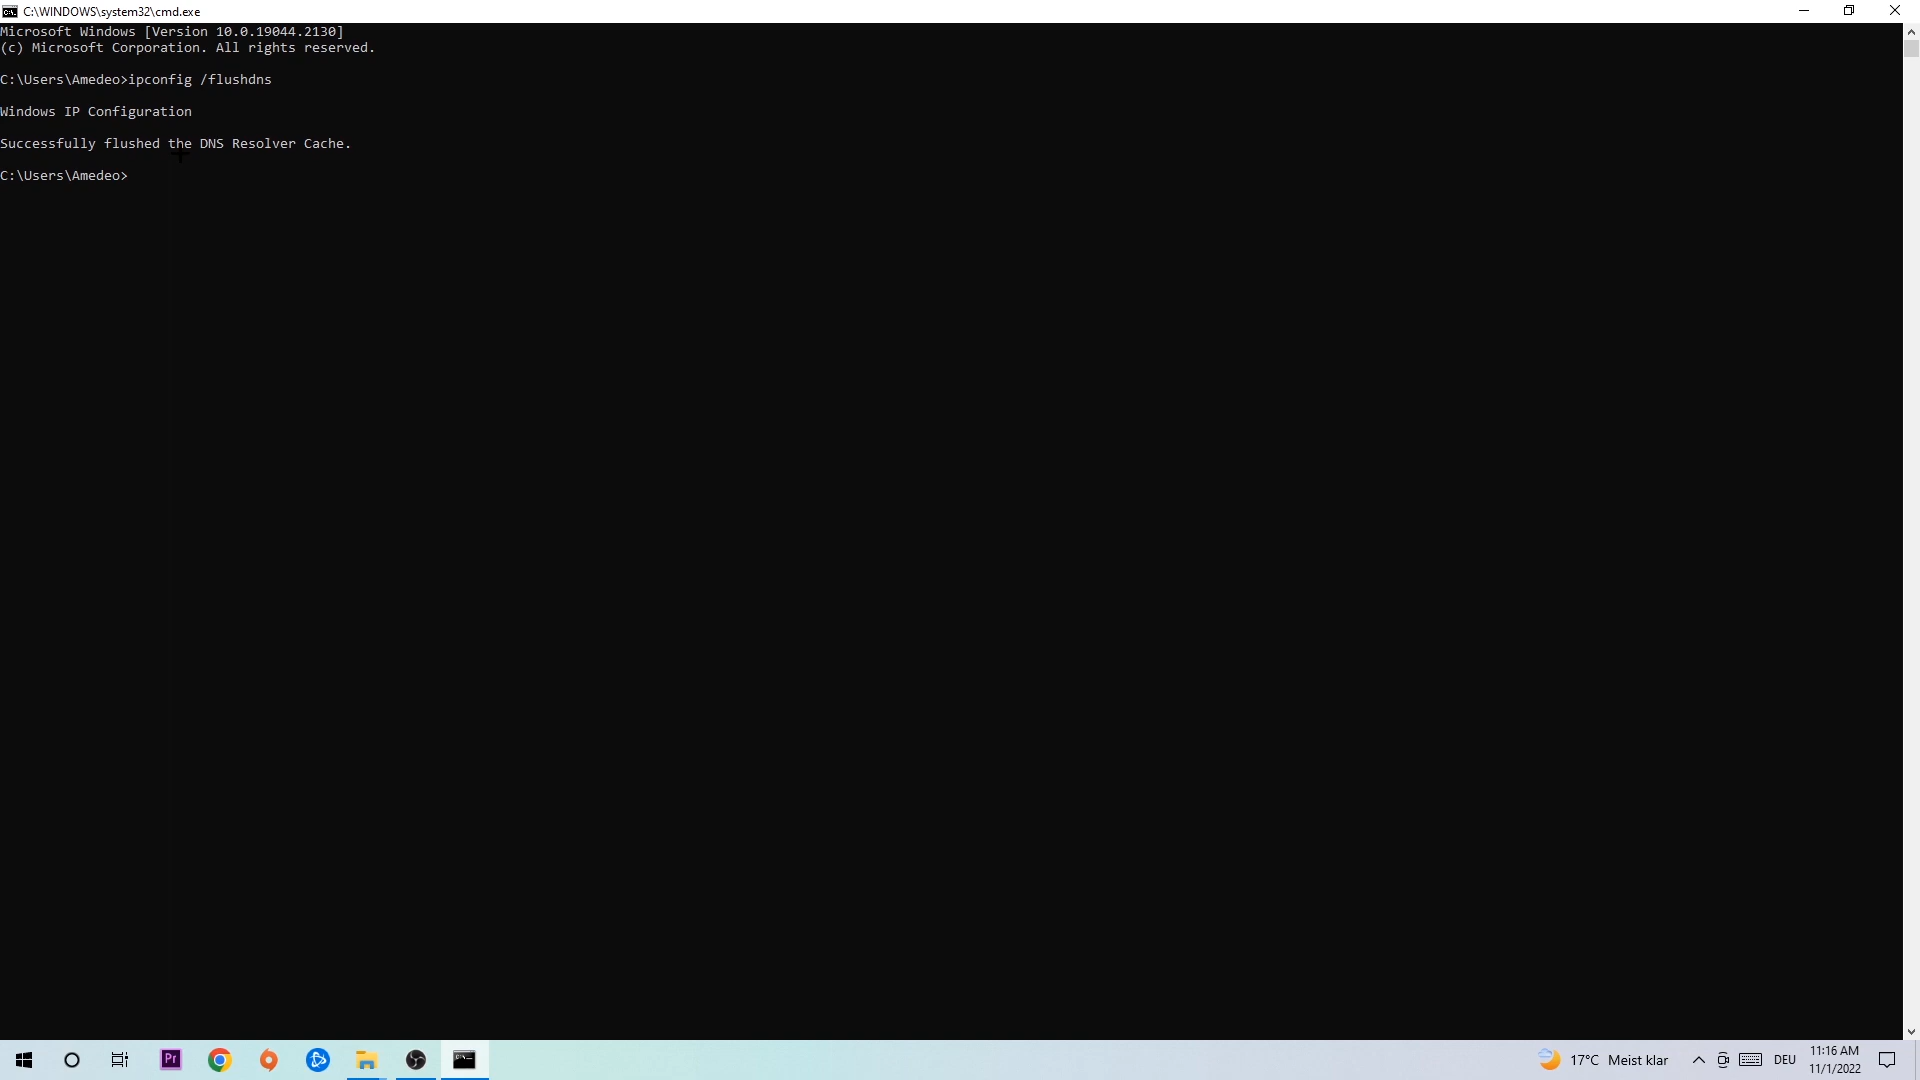 C:\WINDOWS\system32\cmd.exe
Microsoft Windows [Version 10.0.19044.2130]
(c) Microsoft Corporation. All rights reserved.
C:\Users\Amedeo>ipconfig /flushdns
Windows IP Configuration
Successfully flushed the DNS Resolver Cache.
C:\Users\Amedeo>
Pr
17°C Meist klar
DEU
11:16 AM
11/1/2022